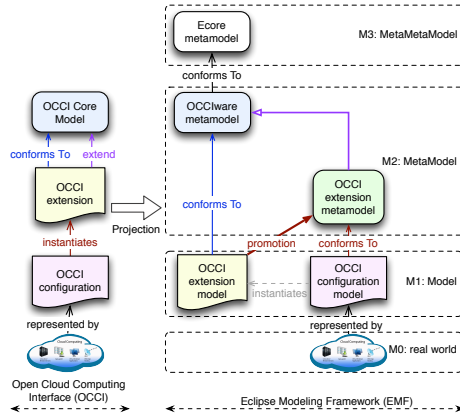 Ecore
metamodel
M3: MetaMetaModel
conforms To
OCCI Core
Model
OCCIware
metamodel
conforms To
extend
M2: MetaModel
OCCI
extension
Projection
conforms To
OCCI
extension
metamodel
instantiates
promotion
conforms To
OCCI
configuration
OCCI
extension
model
instantiates
OCCI
configuration
model
M1: Model
represented by
represented by
CloudComputing
CloudComputing
M0: real world
Open Cloud Computing
Interface (OCCI)
Eclipse Modeling Framework (EMF)